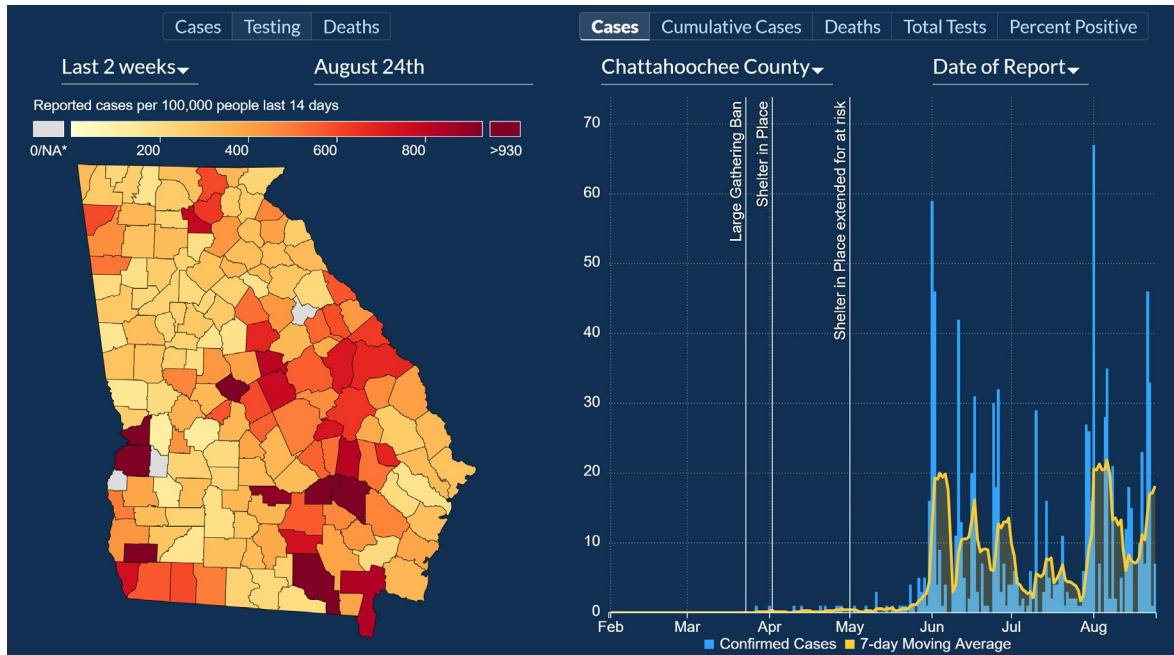 Cases Testing Deaths
Last 2 weeks
August 24th
Reported cases per 100,000 people last 14 days
0/NA* 200 400 600 800 >930
Cases Cumulative Cases Deaths Total Tests Percent Positive
Chattahoochee County
Date of Report
70
60
50
40
30
20
10
0
Large Gathering Ban
Shelter in Place
Shelter in Place extended for at risk
Feb Mar Apr May Jun Jul Aug
Confirmed Cases 7-day Moving Average